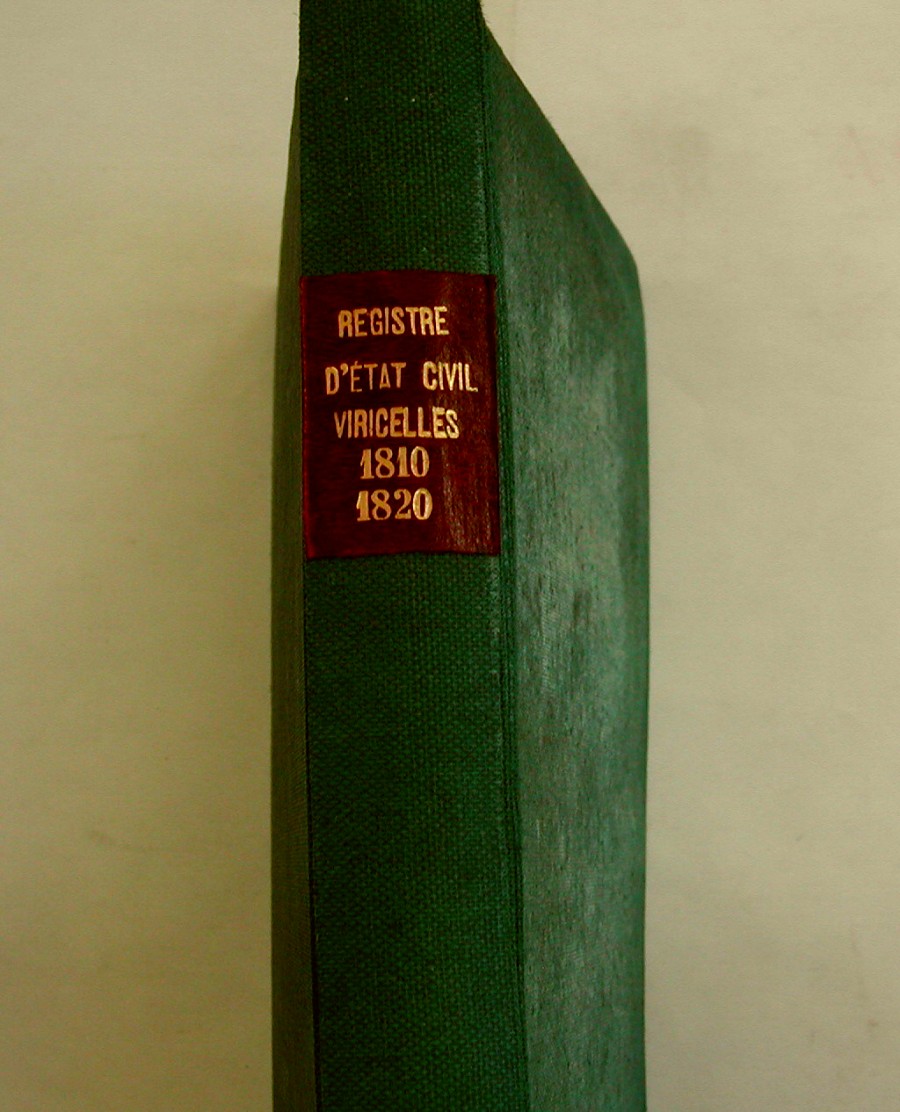 REGISTRE
D'ÉTAT CIVIL
VIRICELLES
1810
1820